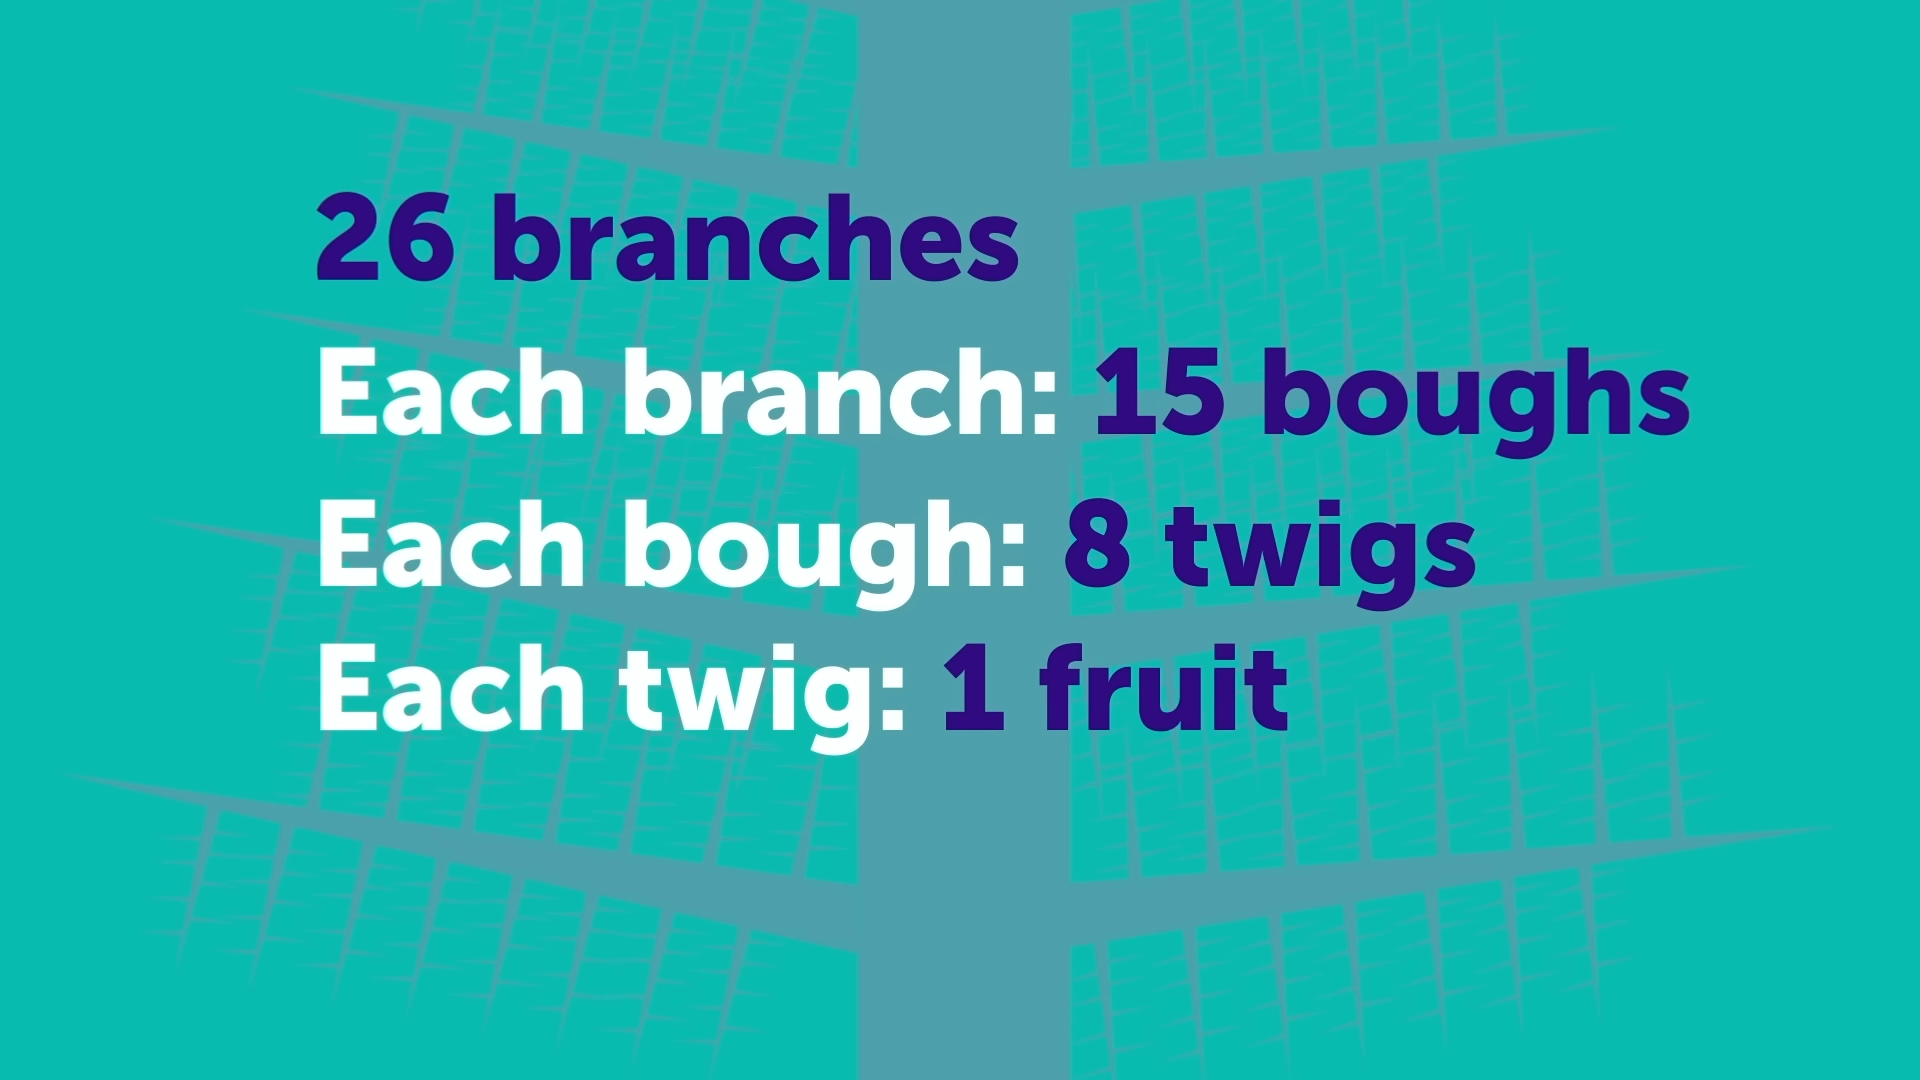 26 branches
Each branch: 15 boughs
Each bough: 8 twigs
Each twig: 1 fruit